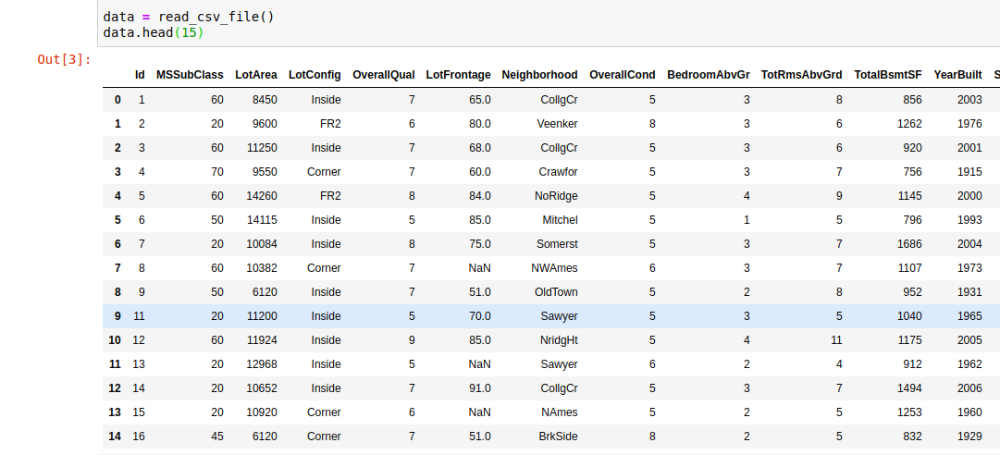 data = read_csv_file()
data.head(15)
Out[3]:
Id MSSubClass LotArea LotConfig OverallQual LotFrontage Neighborhood OverallCond BedroomAbvGr TotRmsAbvGrd TotalBsmtSF YearBuilt S
0 1 60 8450 Inside 7 65.0 CollgCr 5 3 8 856 2003
1 2 20 9600 FR2 6 80.0 Veenker 8 3 6 1262 1976
2 3 60 11250 Inside 7 68.0 CollgCr 5 3 6 920 2001
3 4 70 9550 Corner 7 60.0 Crawfor 5 3 7 756 1915
4 5 60 14260 FR2 8 84.0 NoRidge 5 4 9 1145 2000
5 6 50 14115 Inside 5 85.0 Mitchel 5 1 5 796 1993
6 7 20 10084 Inside 8 75.0 Somerst 5 3 7 1686 2004
7 8 60 10382 Corner 7 NaN NWAmes 6 3 7 1107 1973
8 9 50 6120 Inside 7 51.0 OldTown 5 2 8 952 1931
9 11 20 11200 Inside 5 70.0 Sawyer 5 3 5 1040 1965
10 12 60 11924 Inside 9 85.0 NridgHt 5 4 11 1175 2005
11 13 20 12968 Inside 5 NaN Sawyer 6 2 4 912 1962
12 14 20 10652 Inside 7 91.0 CollgCr 5 3 7 1494 2006
13 15 20 10920 Corner 6 NaN NAmes 5 2 5 1253 1960
14 16 45 6120 Corner 7 51.0 BrkSide 8 2 5 832 1929